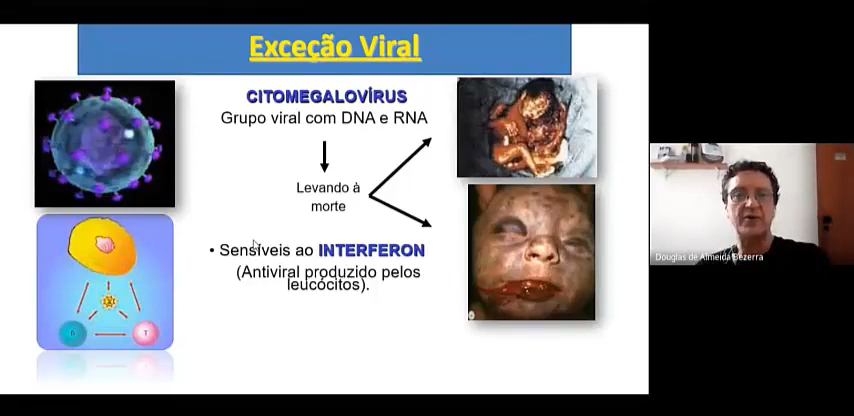 Exceção Viral
CITOMEGALOVÍRUS
Grupo viral com DNA e RNA
Levando à
morte
• Sensíveis ao INTERFERON
(Antiviral produzido pelos
leucócitos).
B
T
Douglas de Almeida Bezerra